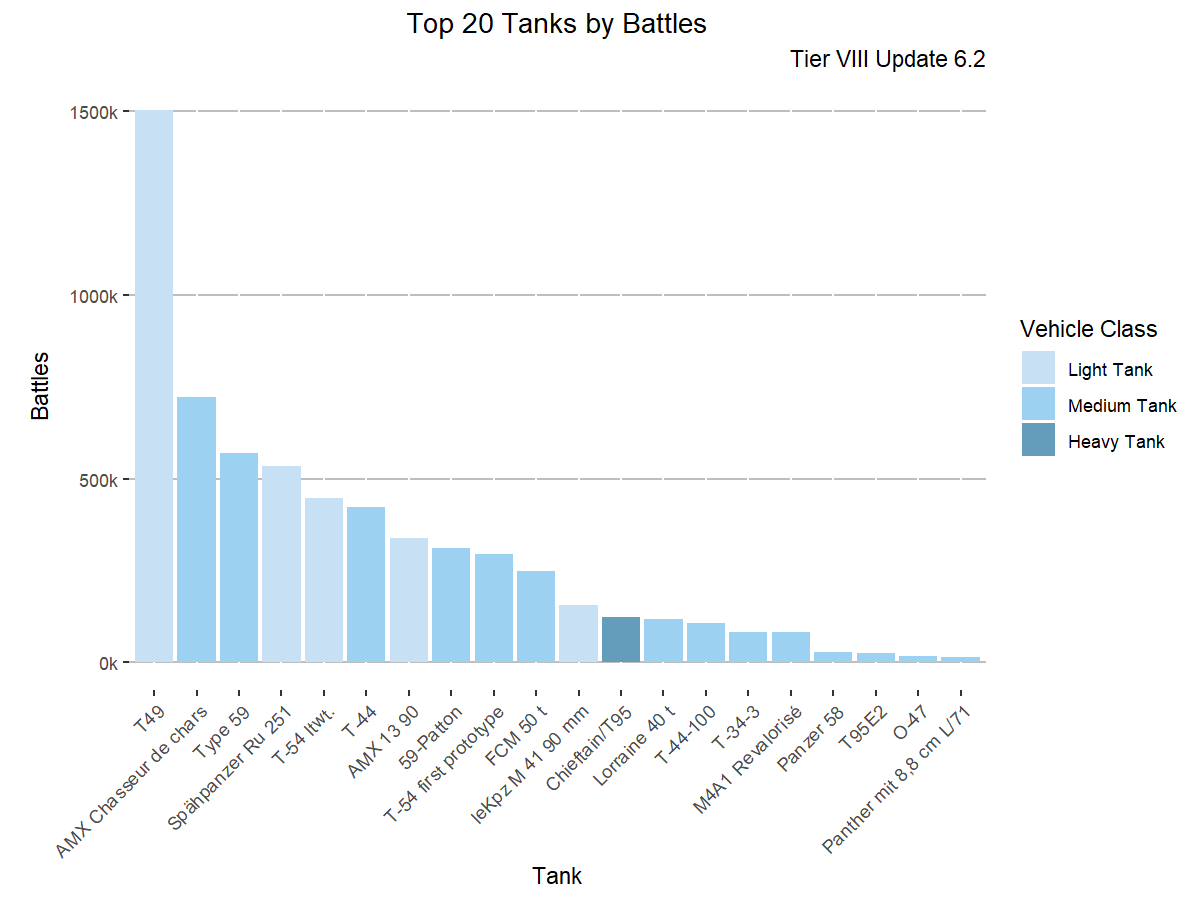 Top 20 Tanks by Battles
Tier VIII Update 6.2
1500k
1000k
500k
0k
Battles
T49
AMX Chasseur de chars
Type 59
Spähpanzer Ru 251
T-54 ltwt.
T-44
AMX 13 90
59-Patton
T-54 first prototype
FCM 50 t
leKpz M 41 90 mm
Chieftain/T95
Lorraine 40 t
T-44-100
T-34-3
M4A1 Revalorisé
Panzer 58
T95E2
O-47
Panther mit 8,8 cm L/71
Tank
Vehicle Class
Light Tank
Medium Tank
Heavy Tank